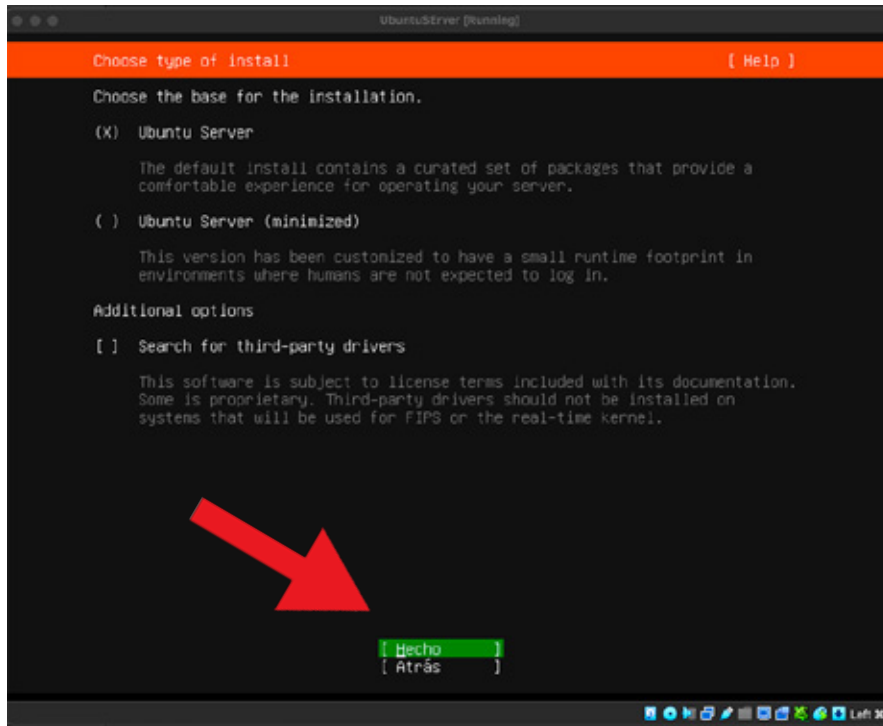 UbuntuSErver [Running]
Choose type of install [ Help ]
Choose the base for the installation.
(X) Ubuntu Server
The default install contains a curated set of packages that provide a
comfortable experience for operating your server.
( ) Ubuntu Server (minimized)
This version has been customized to have a small runtime footprint in
environments where humans are not expected to log in.
Additional options
[ ] Search for third-party drivers
This software is subject to license terms included with its documentation.
Some is proprietary. Third-party drivers should not be installed on
systems that will be used for FIPS or the real-time kernel.
[ Hecho ]
[ Atrás ]
Left ⌘